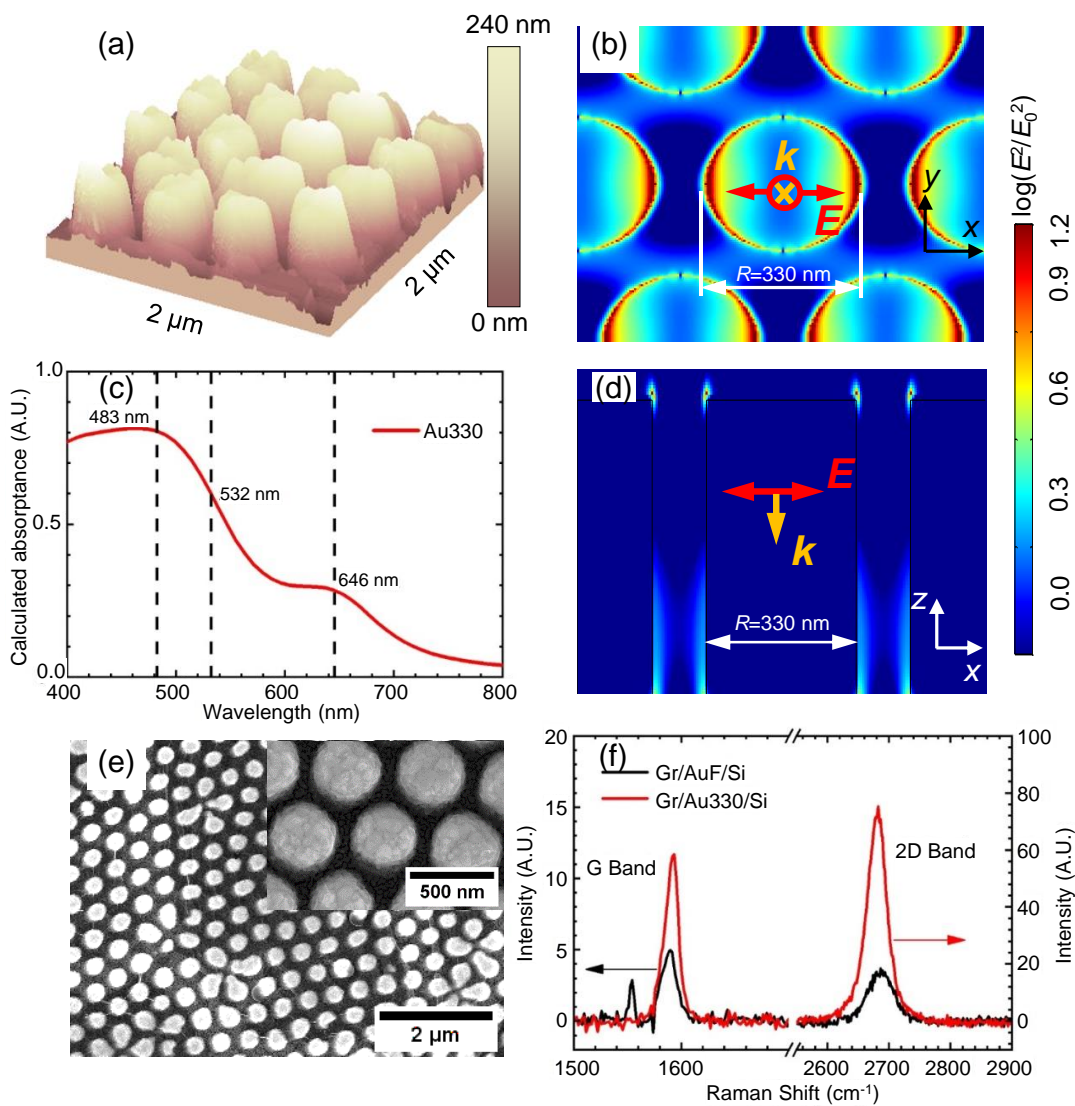 (a)
240 nm
0 nm
2 µm
2 µm
(b)
k
E
y
x
R=330 nm
log(E²/E₀²)
1.2
0.9
0.6
0.3
0.0
(c)
1.0
0.5
0.0
483 nm
532 nm
646 nm
Au330
Calculated absorptance (A.U.)
400 500 600 700 800
Wavelength (nm)
(d)
E
k
R=330 nm
z
x
(e)
500 nm
2 µm
(f)
Gr/AuF/Si
Gr/Au330/Si
G Band
2D Band
20
15
10
5
0
Intensity (A.U.)
100
80
60
40
20
0
Intensity (A.U.)
1500 1600 2600 2700 2800 2900
Raman Shift (cm⁻¹)